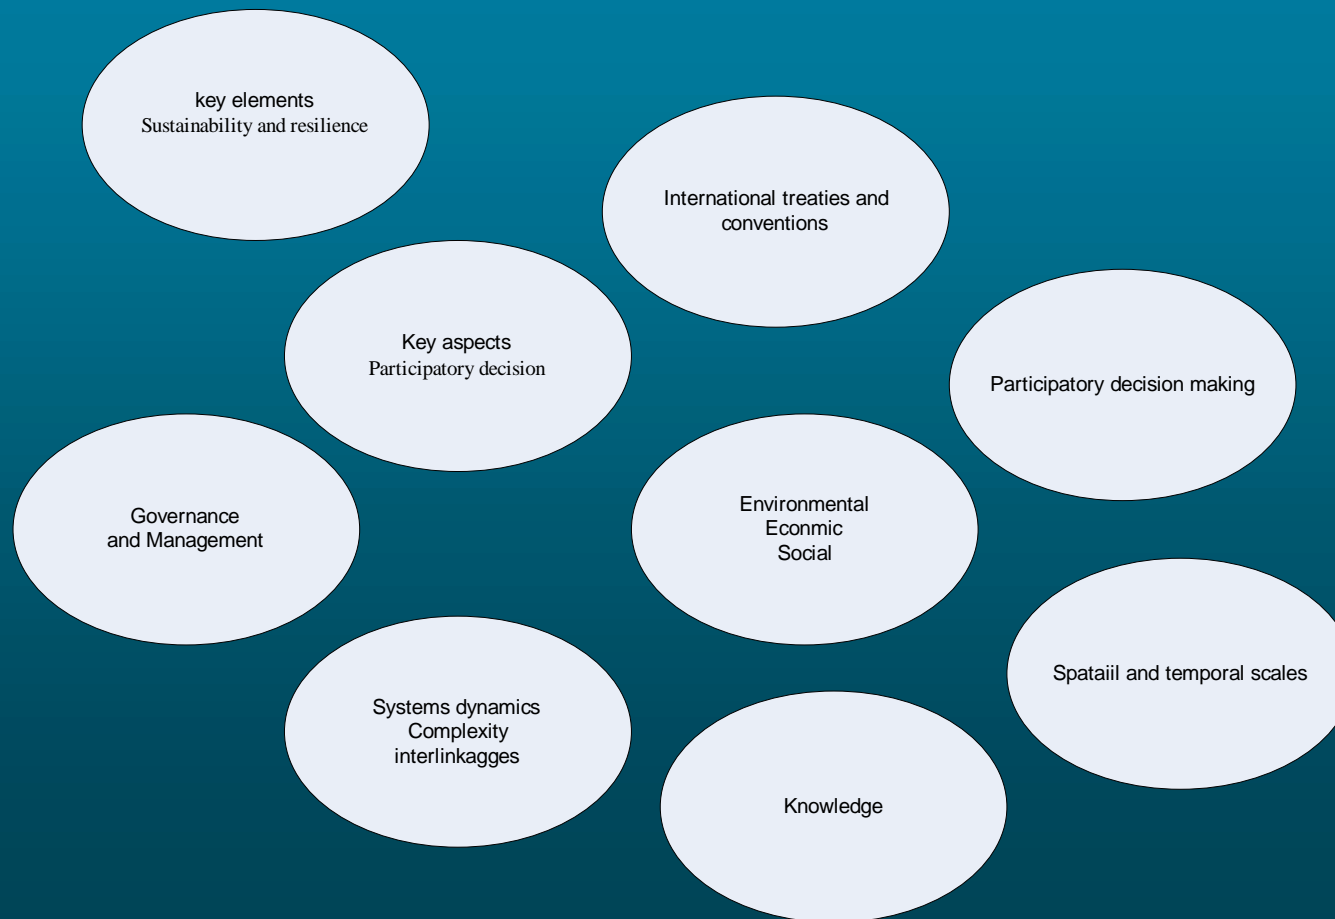 key elements
Sustainability and resilience
International treaties and
conventions
Key aspects
Participatory decision
Participatory decision making
Governance
and Management
Environmental
Econmic
Social
Spataiil and temporal scales
Systems dynamics
Complexity
interlinkagges
Knowledge